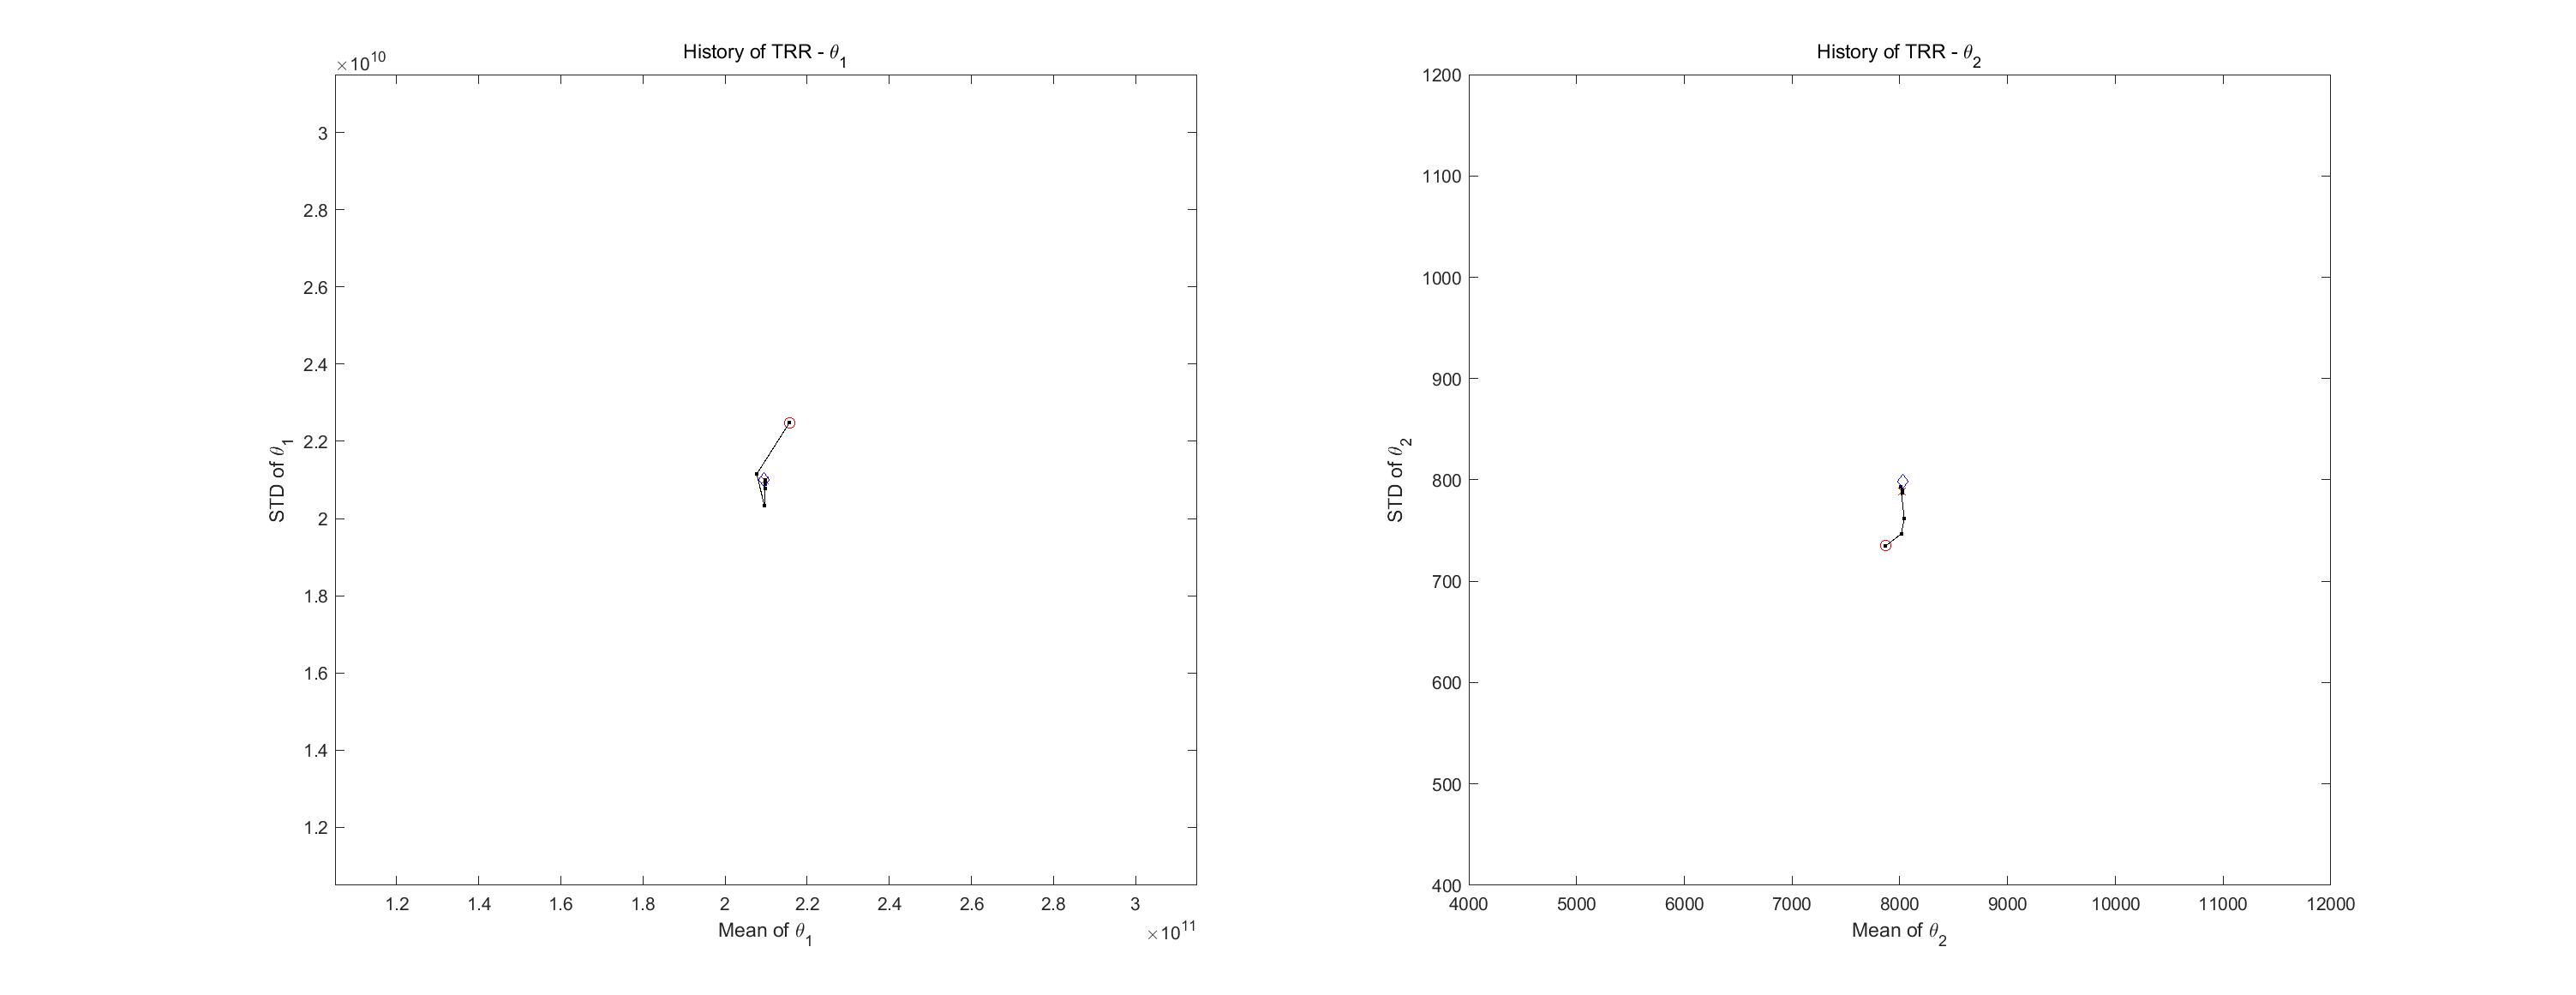 History of TRR - θ1
×10^10
3
2.8
2.6
2.4
2.2
2
1.8
1.6
1.4
1.2
STD of θ1
1.2 1.4 1.6 1.8 2 2.2 2.4 2.6 2.8 3
Mean of θ1
×10^11
History of TRR - θ2
1200
1100
1000
900
800
700
600
500
400
STD of θ2
4000 5000 6000 7000 8000 9000 10000 11000 12000
Mean of θ2